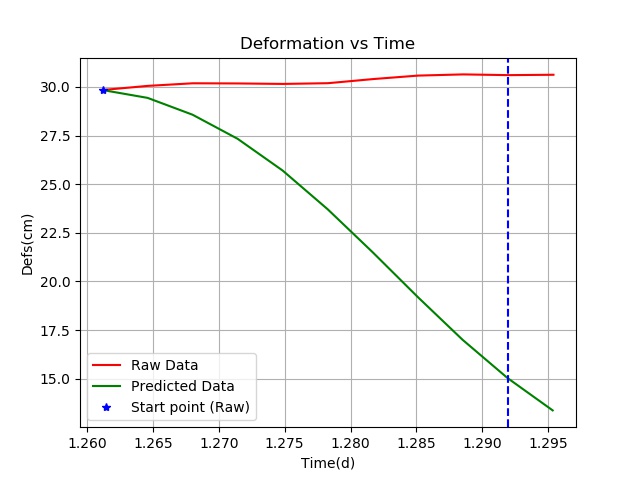 Deformation vs Time
Defs(cm)
30.0
27.5
25.0
22.5
20.0
17.5
15.0
Raw Data
Predicted Data
Start point (Raw)
1.260 1.265 1.270 1.275 1.280 1.285 1.290 1.295
Time(d)